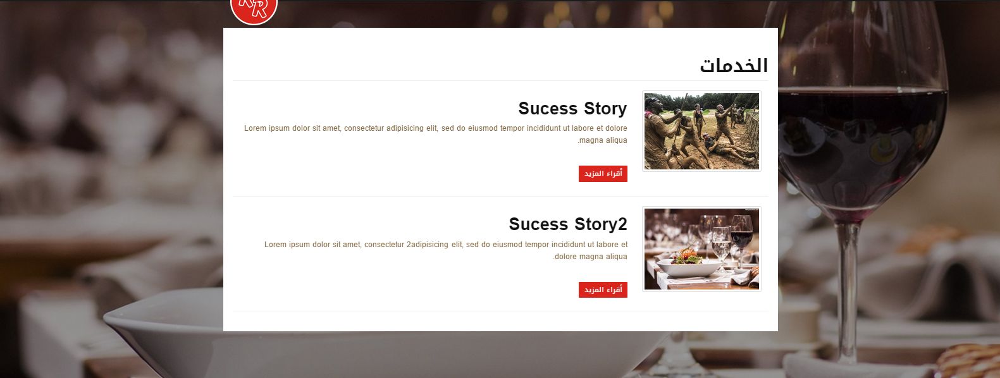 RR
الخدمات
Sucess Story
Lorem ipsum dolor sit amet, consectetur adipisicing elit, sed do eiusmod tempor incididunt ut labore et dolore
.magna aliqua
أقراء المزيد
Sucess Story2
Lorem ipsum dolor sit amet, consectetur 2adipisicing elit, sed do eiusmod tempor incididunt ut labore et
.dolore magna aliqua
أقراء المزيد